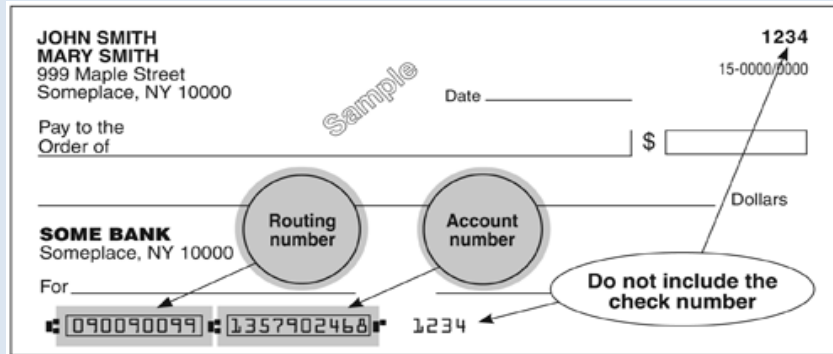 JOHN SMITH
MARY SMITH
999 Maple Street
Someplace, NY 10000
1234
15-0000/0000
Sample
Date
Pay to the
Order of
$
Dollars
Routing
number
Account
number
SOME BANK
Someplace, NY 10000
For
Do not include the
check number
⑆090090099⑆1357902468⑈ 1234